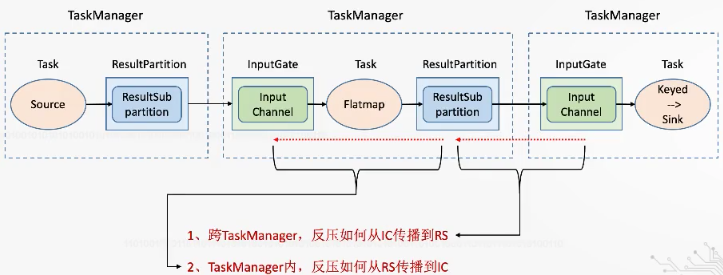 TaskManager
TaskManager
TaskManager
Task
ResultPartition
InputGate
Task
ResultPartition
InputGate
Task
Source
ResultSub
partition
Input
Channel
Flatmap
ResultSub
partition
Input
Channel
Keyed
-->
Sink
1、跨TaskManager，反压如何从IC传播到RS
2、TaskManager内，反压如何从RS传播到IC